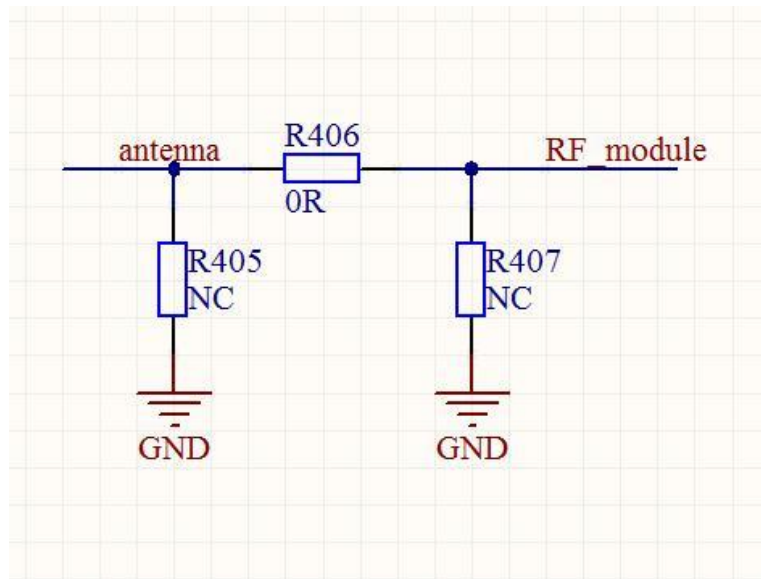 R406
antenna
RF_module
0R
R405
NC
R407
NC
GND
GND